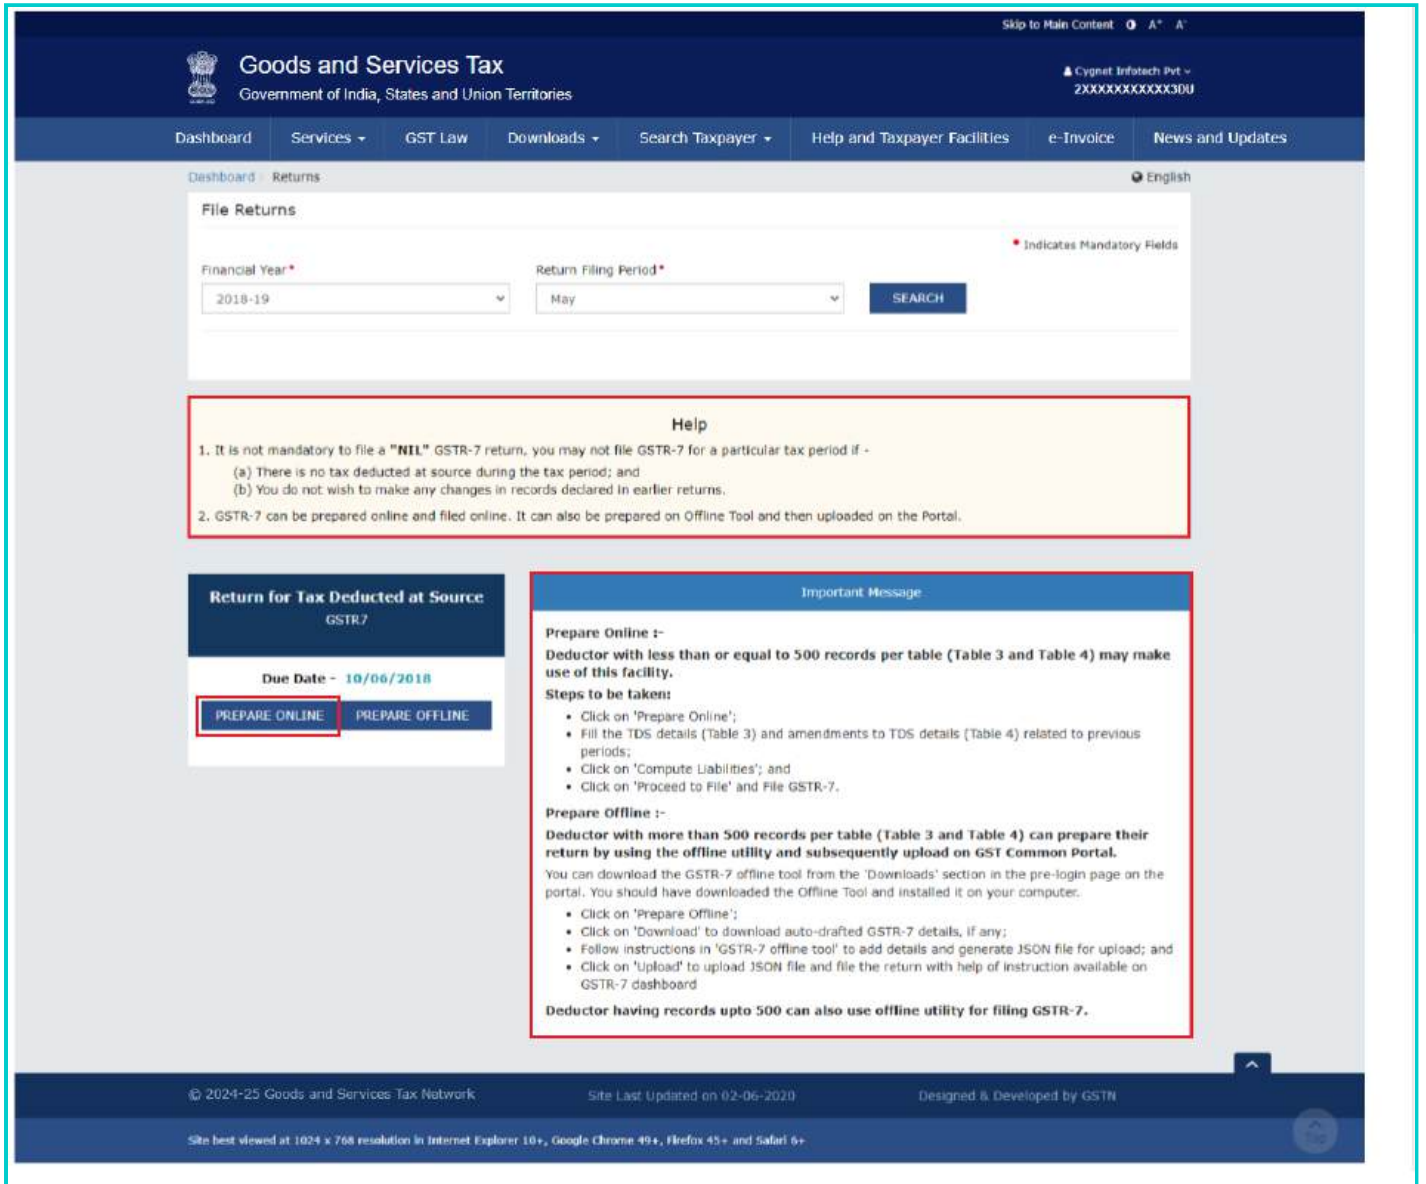 Skip to Main Content A⁺ A⁻
Goods and Services Tax
Government of India, States and Union Territories
Cygnet Infotech Pvt
2XXXXXXXXXXX3DU
Dashboard Services GST Law Downloads Search Taxpayer Help and Taxpayer Facilities e-Invoice News and Updates
Dashboard Returns English
File Returns
* Indicates Mandatory Fields
Financial Year* Return Filing Period*
2018-19 May SEARCH
Help
1. It is not mandatory to file a "NIL" GSTR-7 return, you may not file GSTR-7 for a particular tax period if -
(a) There is no tax deducted at source during the tax period; and
(b) You do not wish to make any changes in records declared in earlier returns.
2. GSTR-7 can be prepared online and filed online. It can also be prepared on Offline Tool and then uploaded on the Portal.
Return for Tax Deducted at Source
GSTR7
Due Date - 10/06/2018
PREPARE ONLINE PREPARE OFFLINE
Important Message
Prepare Online :-
Deductor with less than or equal to 500 records per table (Table 3 and Table 4) may make
use of this facility.
Steps to be taken:
• Click on 'Prepare Online';
• Fill the TDS details (Table 3) and amendments to TDS details (Table 4) related to previous
periods;
• Click on 'Compute Liabilities'; and
• Click on 'Proceed to File' and File GSTR-7.
Prepare Offline :-
Deductor with more than 500 records per table (Table 3 and Table 4) can prepare their
return by using the offline utility and subsequently upload on GST Common Portal.
You can download the GSTR-7 offline tool from the 'Downloads' section in the pre-login page on the
portal. You should have downloaded the Offline Tool and installed it on your computer.
• Click on 'Prepare Offline';
• Click on 'Download' to download auto-drafted GSTR-7 details, if any;
• Follow instructions in 'GSTR-7 offline tool' to add details and generate JSON file for upload; and
• Click on 'Upload' to upload JSON file and file the return with help of instruction available on
GSTR-7 dashboard
Deductor having records upto 500 can also use offline utility for filing GSTR-7.
© 2024-25 Goods and Services Tax Network Site Last Updated on 02-06-2020 Designed & Developed by GSTN
Site best viewed at 1024 x 768 resolution in Internet Explorer 10+, Google Chrome 49+, Firefox 45+ and Safari 6+
Top